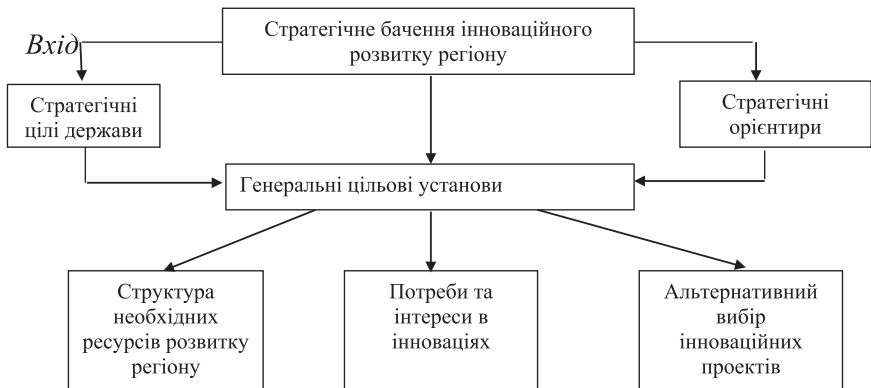 Стратегічне бачення інноваційного
розвитку регіону
Вхід
Стратегічні
цілі держави
Стратегічні
орієнтири
Генеральні цільові установи
Структура
необхідних
ресурсів розвитку
регіону
Потреби та
інтереси в
інноваціях
Альтернативний
вибір
інноваційних
проектів